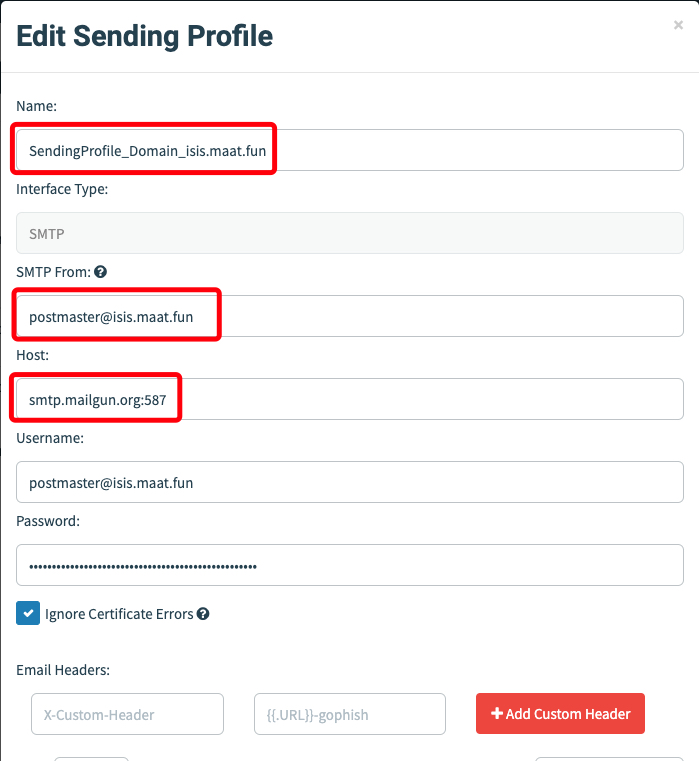 Edit Sending Profile
×
Name:
SendingProfile_Domain_isis.maat.fun
Interface Type:
SMTP
SMTP From:
postmaster@isis.maat.fun
Host:
smtp.mailgun.org:587
Username:
postmaster@isis.maat.fun
Password:
Ignore Certificate Errors
Email Headers:
X-Custom-Header {{.URL}}-gophish + Add Custom Header